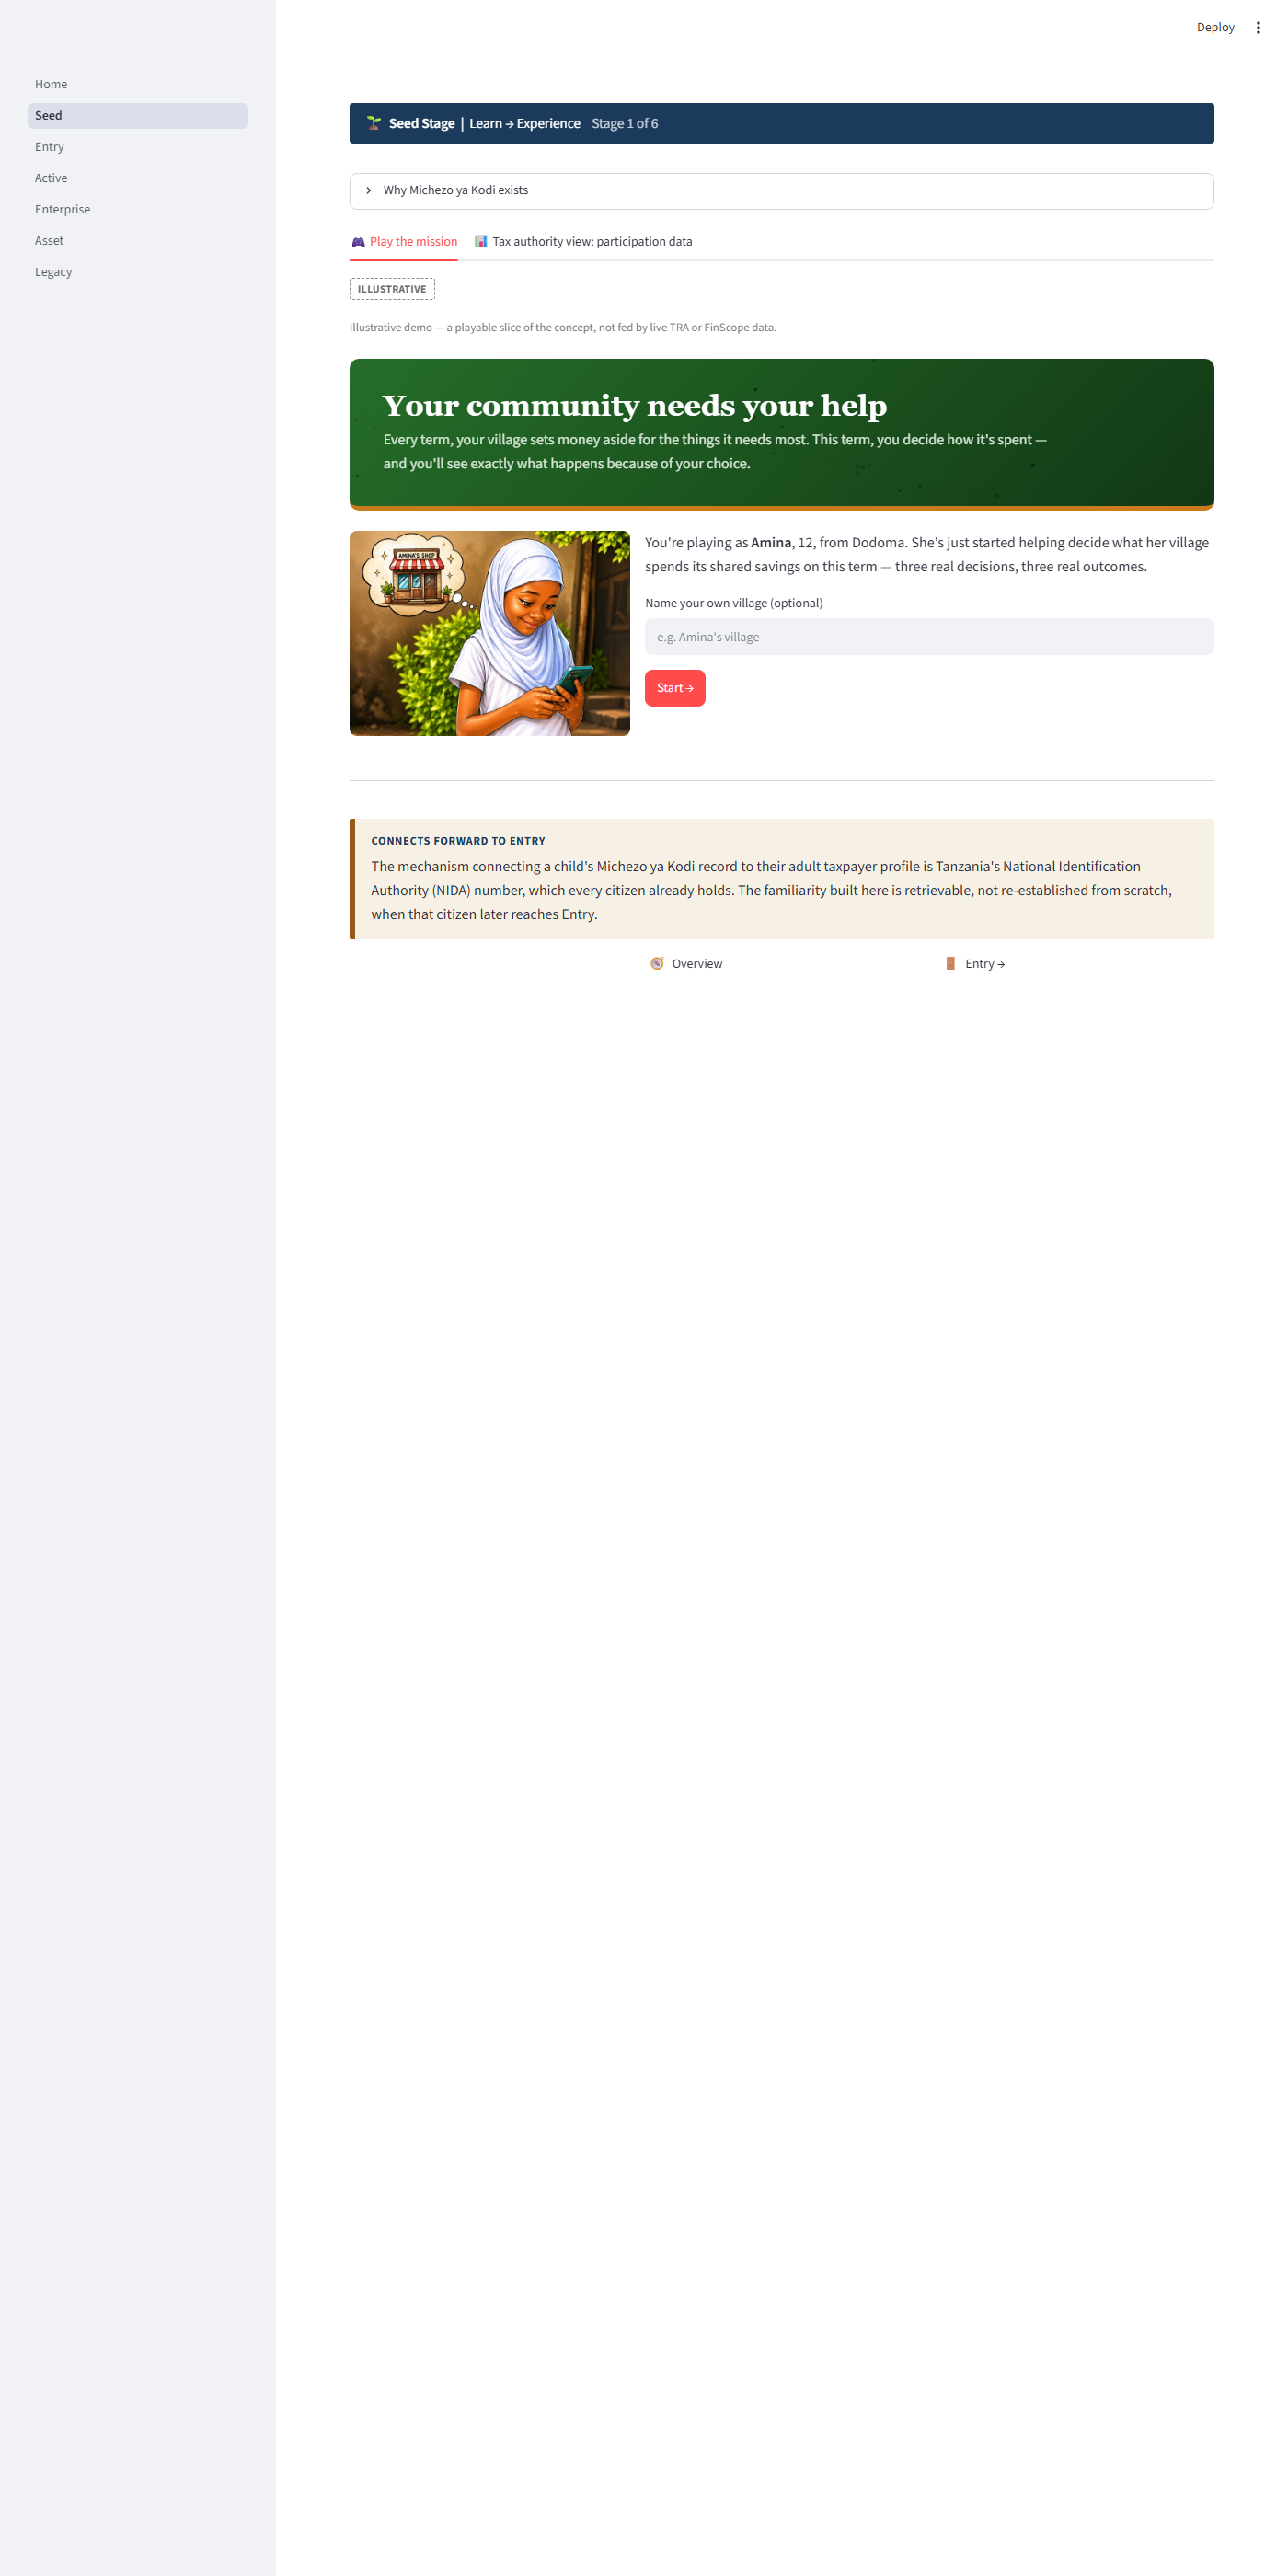 Deploy
Home
Seed
Entry
Active
Enterprise
Asset
Legacy
Seed Stage | Learn → Experience Stage 1 of 6
Why Michezo ya Kodi exists
Play the mission
Tax authority view: participation data
ILLUSTRATIVE
Illustrative demo — a playable slice of the concept, not fed by live TRA or FinScope data.
Your community needs your help
Every term, your village sets money aside for the things it needs most. This term, you decide how it's spent —
and you'll see exactly what happens because of your choice.
AMINA'S SHOP
You're playing as Amina, 12, from Dodoma. She's just started helping decide what her village
spends its shared savings on this term — three real decisions, three real outcomes.
Name your own village (optional)
e.g. Amina's village
Start →
CONNECTS FORWARD TO ENTRY
The mechanism connecting a child's Michezo ya Kodi record to their adult taxpayer profile is Tanzania's National Identification
Authority (NIDA) number, which every citizen already holds. The familiarity built here is retrievable, not re-established from scratch,
when that citizen later reaches Entry.
Overview
Entry →